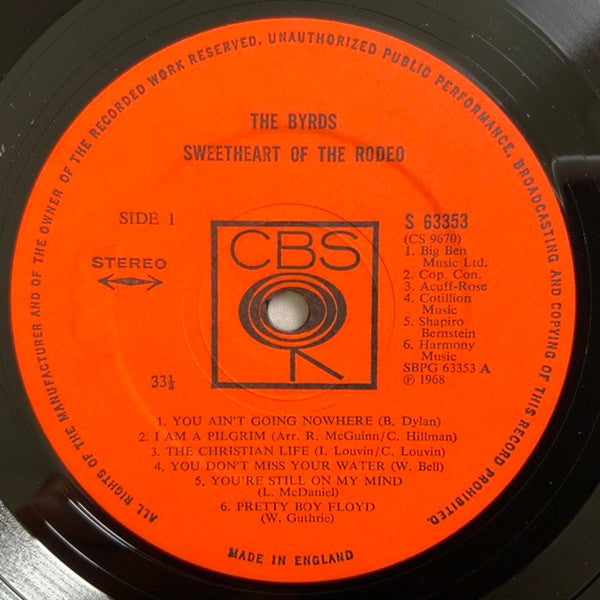 ALL RIGHTS OF THE MANUFACTURER AND OF THE OWNER OF THE RECORDED WORK RESERVED. UNAUTHORIZED PUBLIC PERFORMANCE, BROADCASTING AND COPYING OF THIS RECORD PROHIBITED.
THE BYRDS
SWEETHEART OF THE RODEO
SIDE 1
STEREO
33⅓
CBS
S 63353
(CS 9670)
1. Big Ben
Music Ltd.
2. Cop. Con.
3. Acuff-Rose
4. Cotillion
Music
5. Shapiro
Bernstein
6. Harmony
Music
SBPG 63353 A
℗ 1968
1. YOU AIN'T GOING NOWHERE (B. Dylan)
2. I AM A PILGRIM (Arr. R. McGuinn/C. Hillman)
3. THE CHRISTIAN LIFE (I. Louvin/C. Louvin)
4. YOU DON'T MISS YOUR WATER (W. Bell)
5. YOU'RE STILL ON MY MIND
(L. McDaniel)
6. PRETTY BOY FLOYD
(W. Guthrie)
MADE IN ENGLAND